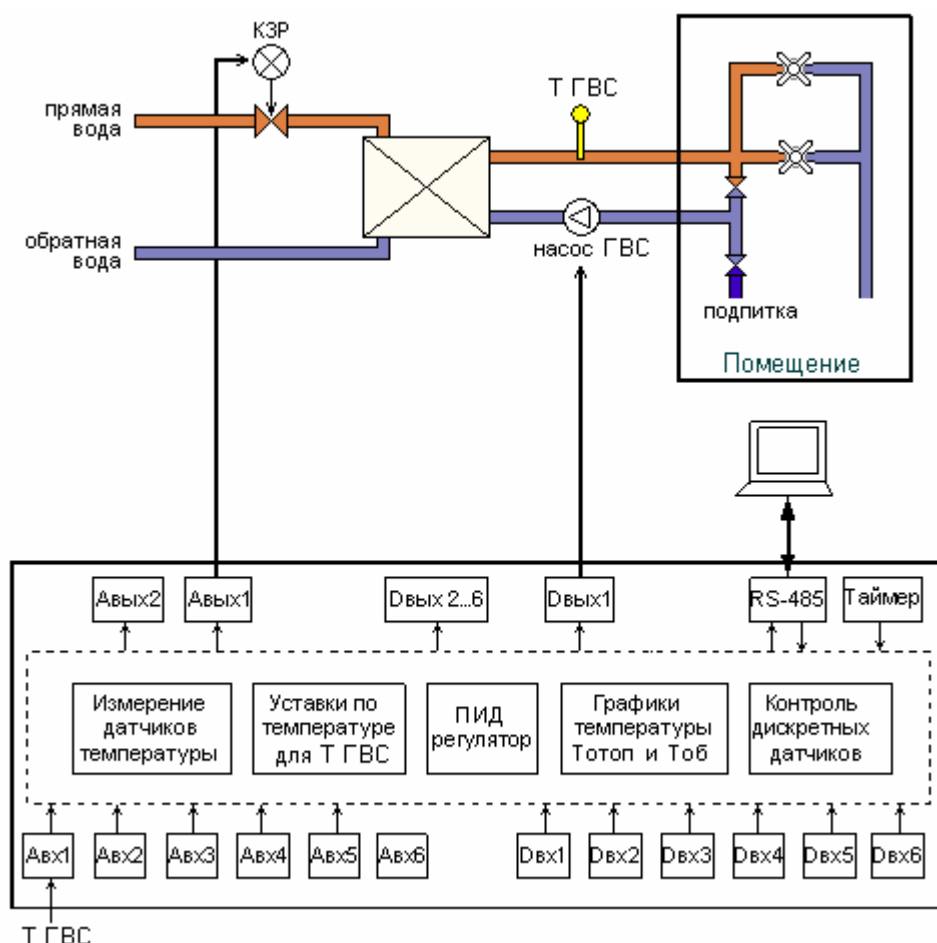 КЗР
прямая
вода
Т ГВС
обратная
вода
насос ГВС
подпитка
Помещение
Авых2
Авых1
Dвых 2...6
Dвых1
RS-485
Таймер
Измерение
датчиков
температуры
Уставки по
температуре
для Т ГВС
ПИД
регулятор
Графики
температуры
Тотоп и Тоб
Контроль
дискретных
датчиков
Авх1
Авх2
Авх3
Авх4
Авх5
Авх6
Dвх1
Dвх2
Dвх3
Dвх4
Dвх5
Dвх6
Т ГВС